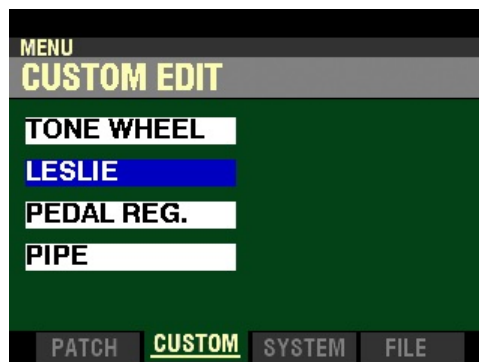 MENU
CUSTOM EDIT
TONE WHEEL
LESLIE
PEDAL REG.
PIPE
PATCH CUSTOM SYSTEM FILE